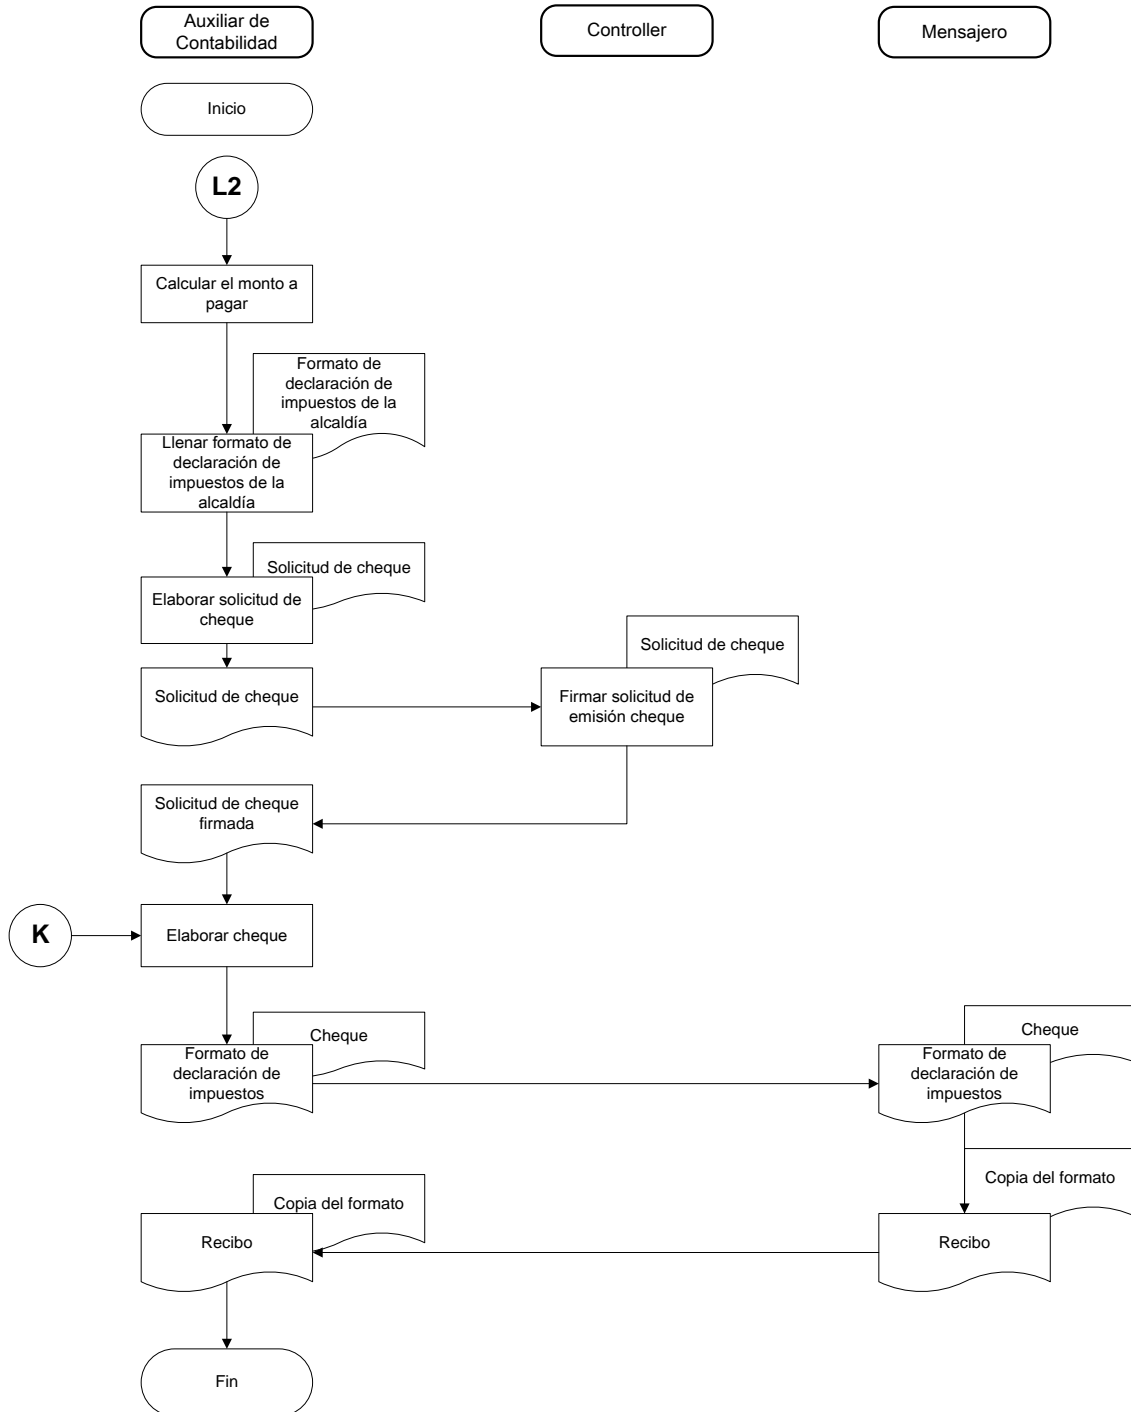 Auxiliar de
Contabilidad
Controller
Mensajero
Inicio
L2
Calcular el monto a
pagar
Formato de
declaración de
impuestos de la
alcaldía
Llenar formato de
declaración de
impuestos de la
alcaldía
Solicitud de cheque
Elaborar solicitud de
cheque
Solicitud de cheque
Solicitud de cheque
Firmar solicitud de
emisión cheque
Solicitud de cheque
firmada
K
Elaborar cheque
Cheque
Formato de
declaración de
impuestos
Cheque
Formato de
declaración de
impuestos
Copia del formato
Recibo
Copia del formato
Recibo
Fin